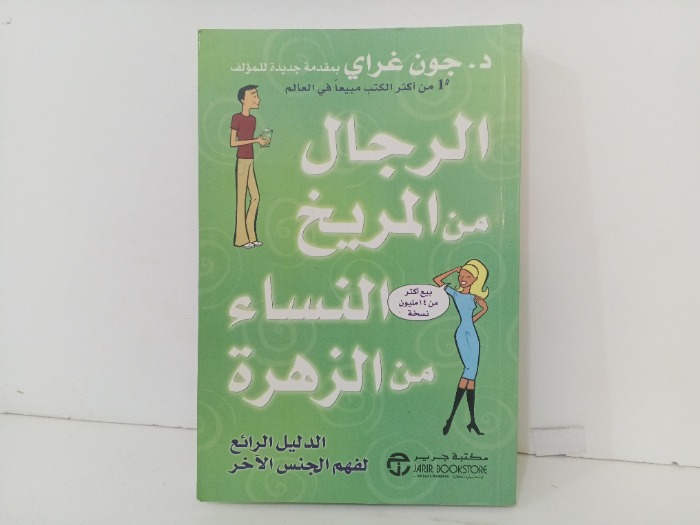 د. جون غراي بمقدمة جديدة للمؤلف
#1 من أكثر الكتب مبيعاً في العالم
الرجال
من المريخ
النساء
من الزهرة
بيع أكثر
من ١٤ مليون
نسخة
الدليل الرائع
لفهم الجنس الآخر
مكتبة جرير
JARIR BOOKSTORE